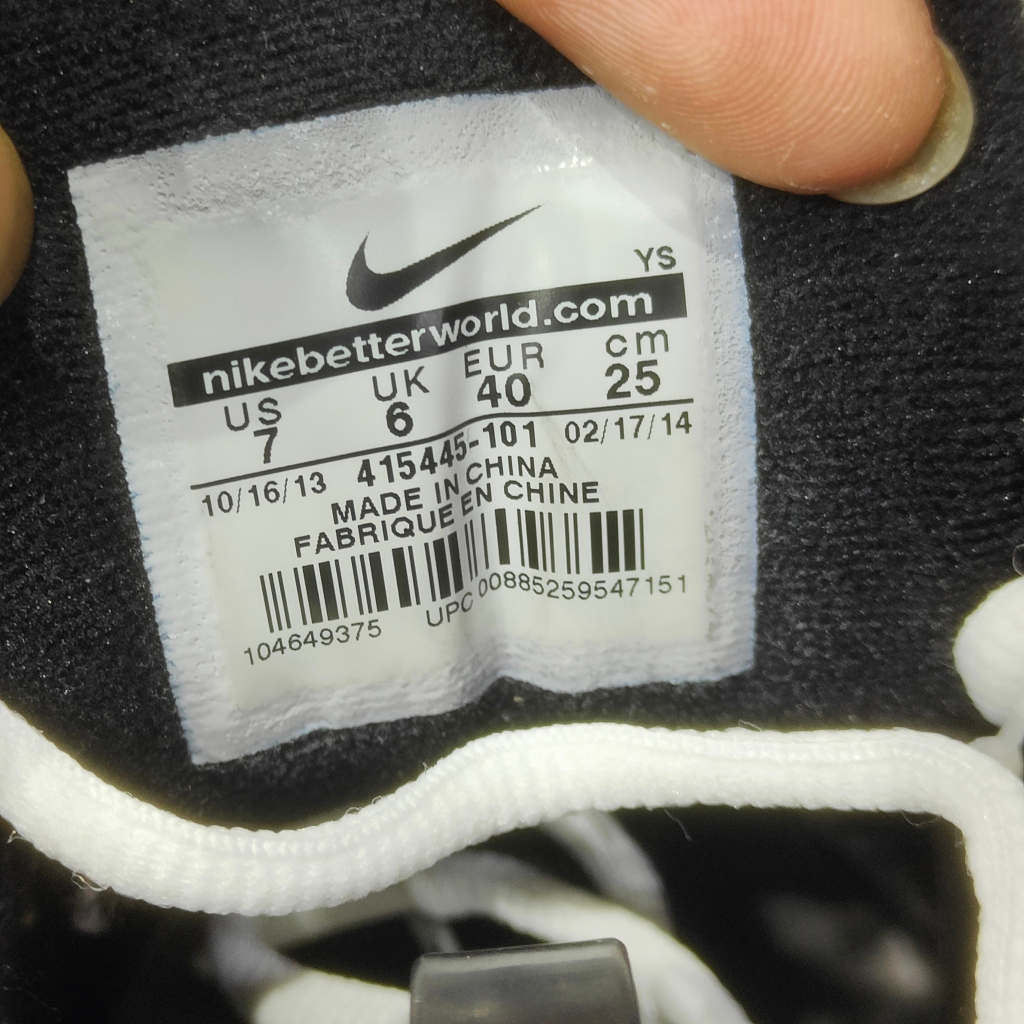 YS
nikebetterworld.com
US UK EUR cm
7 6 40 25
10/16/13 415445-101 02/17/14
MADE IN CHINA
FABRIQUE EN CHINE
104649375 UPC 00885259547151